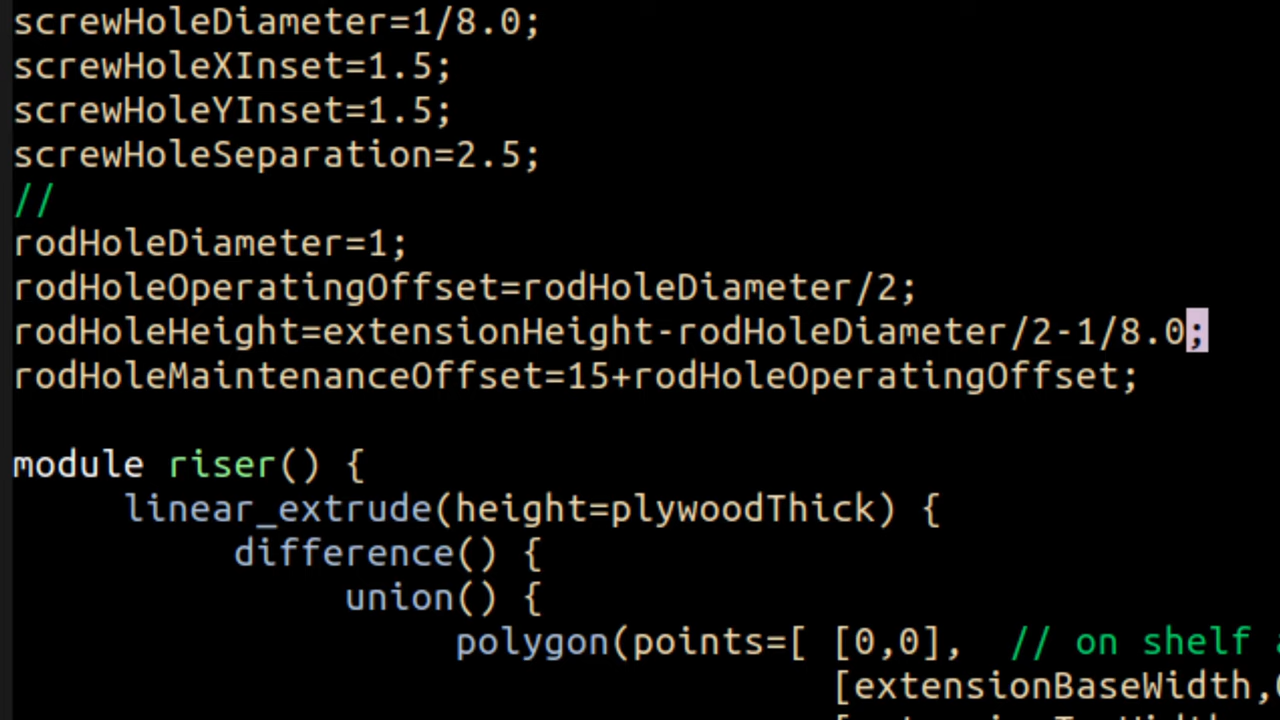 screwHoleDiameter=1/8.0;
screwHoleXInset=1.5;
screwHoleYInset=1.5;
screwHoleSeparation=2.5;
//
rodHoleDiameter=1;
rodHoleOperatingOffset=rodHoleDiameter/2;
rodHoleHeight=extensionHeight-rodHoleDiameter/2-1/8.0;
rodHoleMaintenanceOffset=15+rodHoleOperatingOffset;
module riser() {
linear_extrude(height=plywoodThick) {
difference() {
union() {
polygon(points=[ [0,0], // on shelf
[extensionBaseWidth,